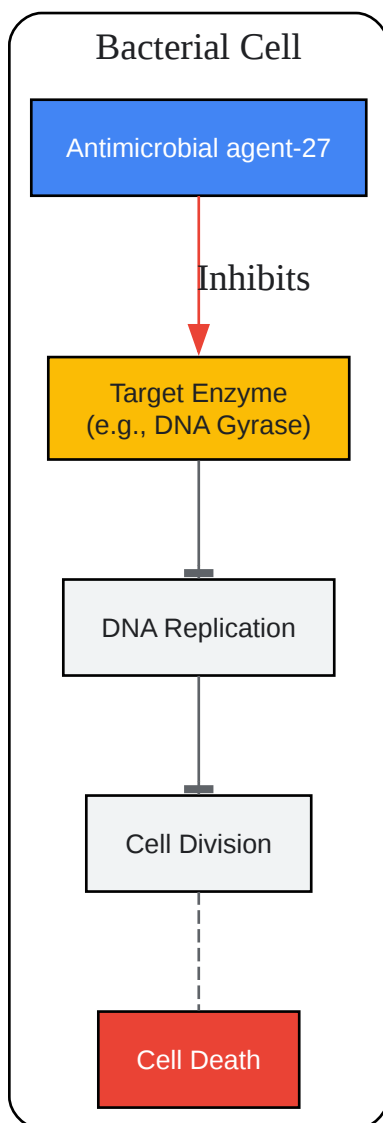 Bacterial Cell
Antimicrobial agent-27
Inhibits
Target Enzyme
(e.g., DNA Gyrase)
DNA Replication
Cell Division
Cell Death